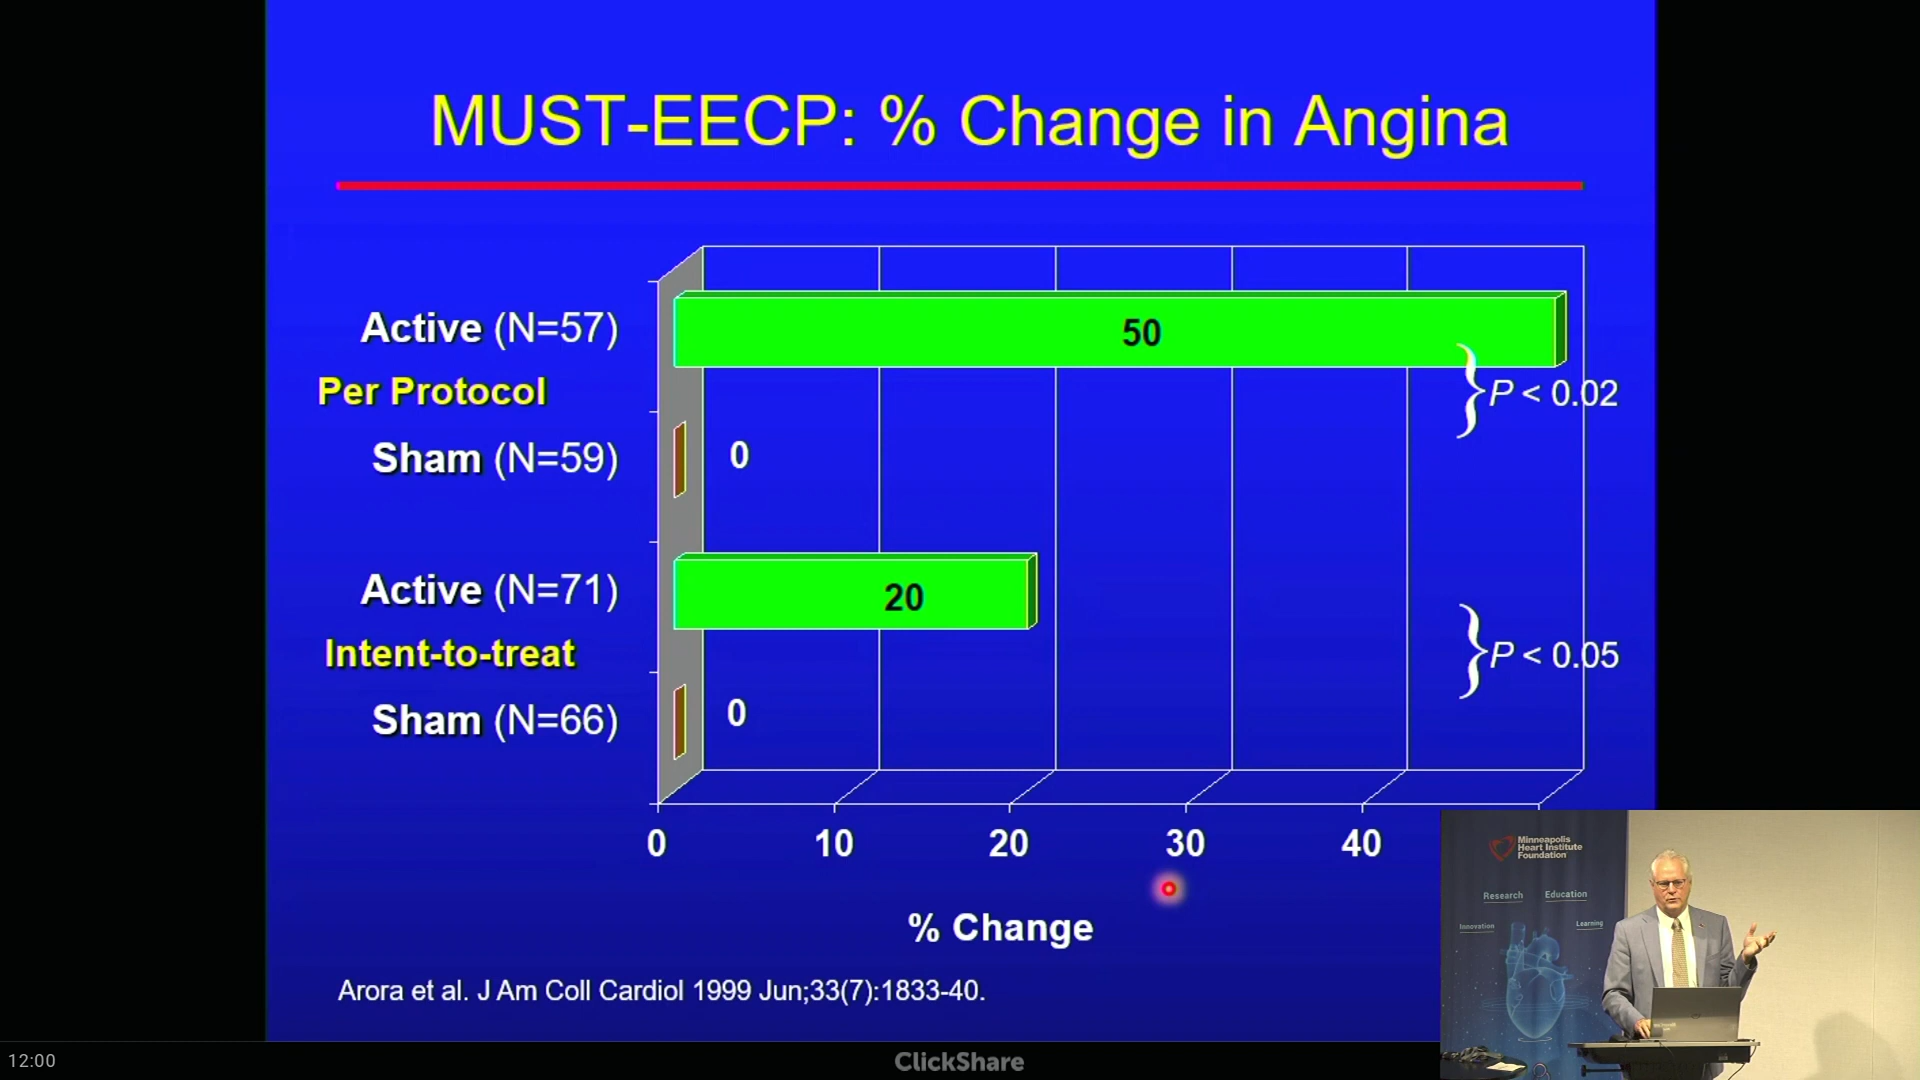 MUST-EECP: % Change in Angina
Active (N=57)
50
Per Protocol
P < 0.02
Sham (N=59)
0
Active (N=71)
20
Intent-to-treat
P < 0.05
Sham (N=66)
0
0 10 20 30 40
% Change
Arora et al. J Am Coll Cardiol 1999 Jun;33(7):1833-40.
Minneapolis
Heart Institute
Foundation
Research Education
Innovation Learning
12:00
ClickShare